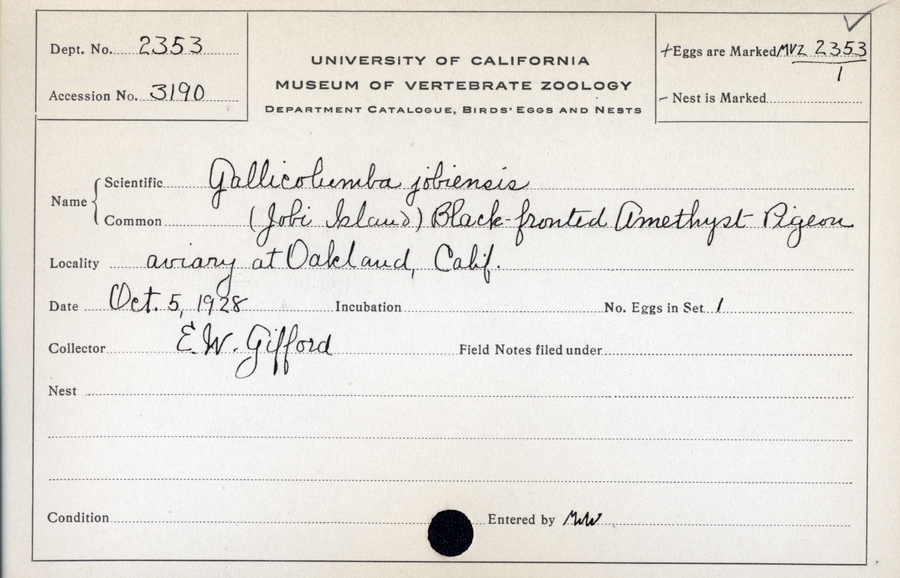 Dept. No. 2353
Accession No. 3190
UNIVERSITY OF CALIFORNIA
MUSEUM OF VERTEBRATE ZOOLOGY
DEPARTMENT CATALOGUE, BIRDS' EGGS AND NESTS
+Eggs are Marked MVZ 2353
1
- Nest is Marked
Name
Scientific Gallicolumba jobiensis
Common (Jobi Island) Black-fronted Amethyst Pigeon
Locality aviary at Oakland, Calif.
Date Oct. 5, 1928 Incubation No. Eggs in Set 1
Collector E.W. Gifford Field Notes filed under
Nest
Condition Entered by